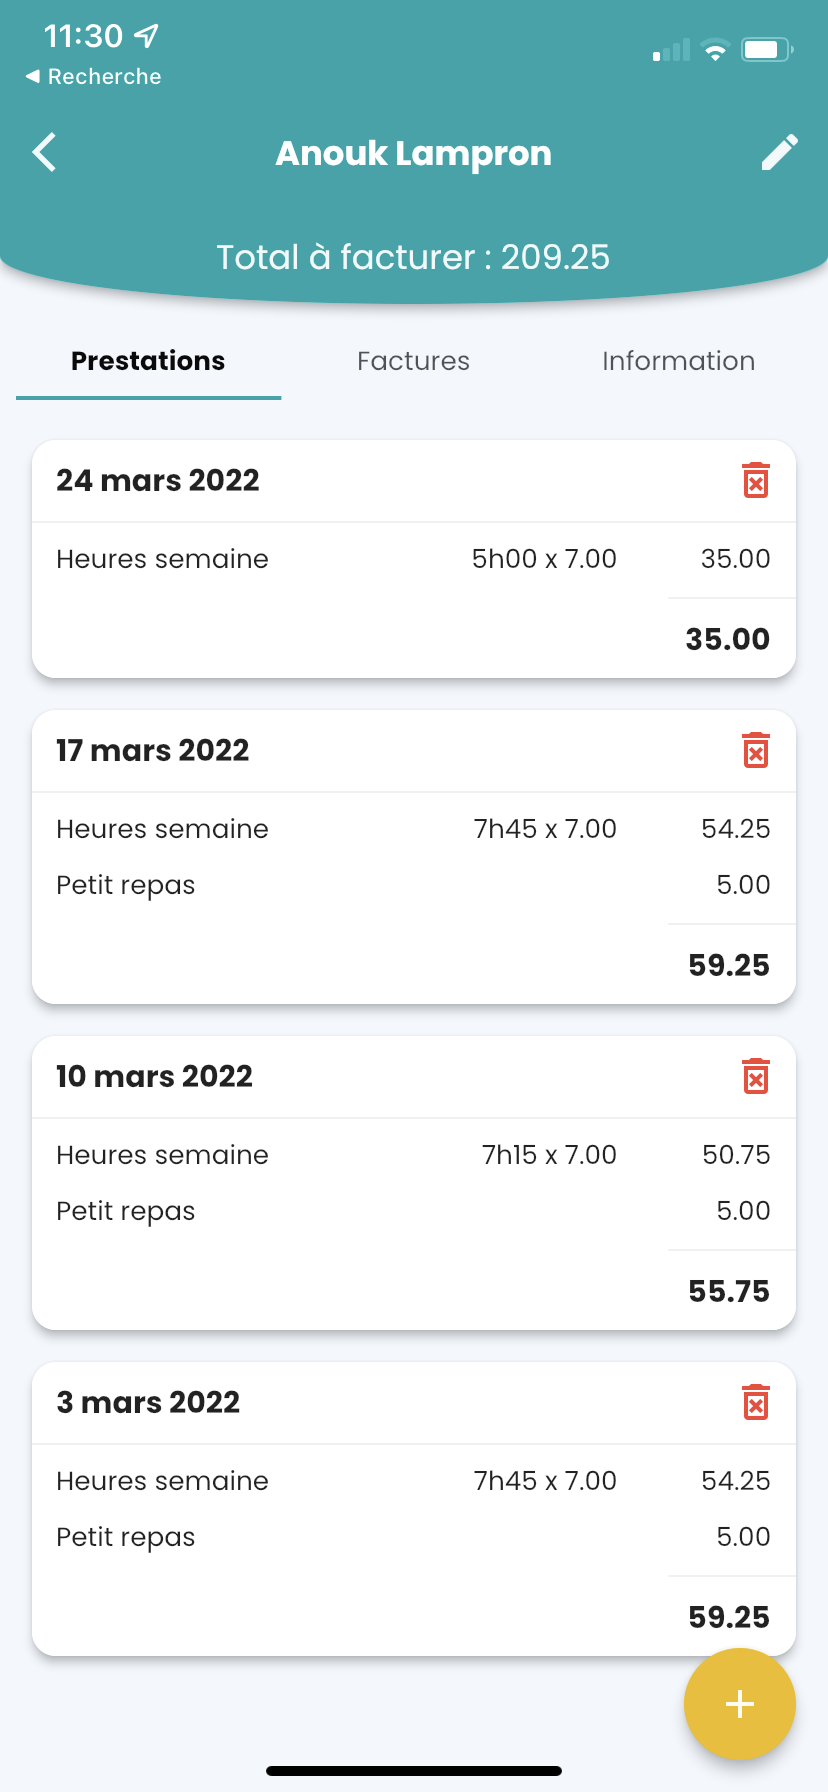 11:30
Recherche
Anouk Lampron
Total à facturer : 209.25
Prestations Factures Information
24 mars 2022
Heures semaine 5h00 x 7.00 35.00
35.00
17 mars 2022
Heures semaine 7h45 x 7.00 54.25
Petit repas 5.00
59.25
10 mars 2022
Heures semaine 7h15 x 7.00 50.75
Petit repas 5.00
55.75
3 mars 2022
Heures semaine 7h45 x 7.00 54.25
Petit repas 5.00
59.25
+